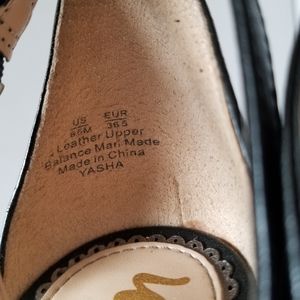 US EUR
6.5M 36.5
Leather Upper
Balance Man Made
Made in China
YASHA